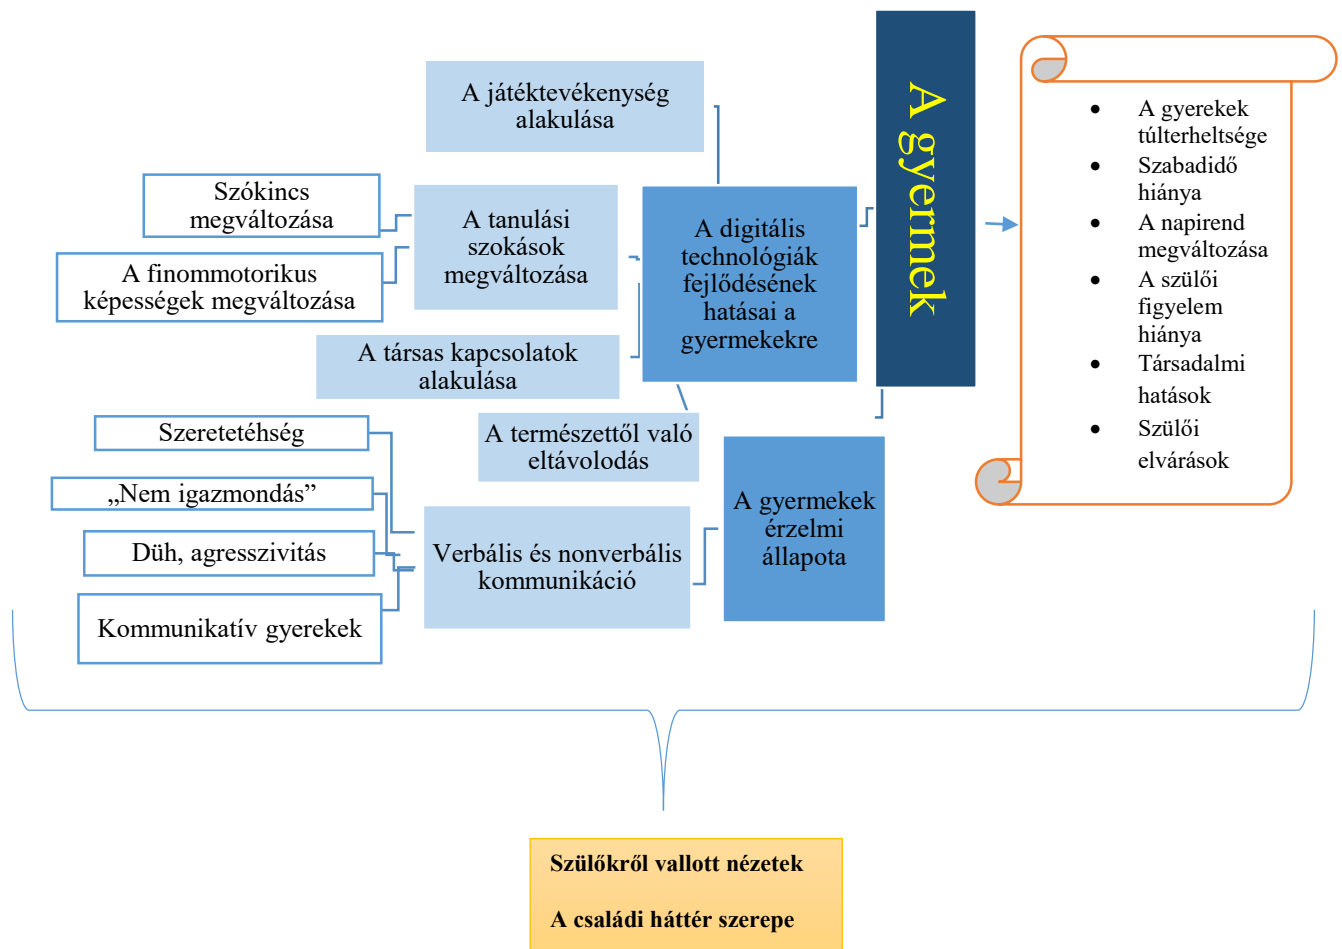 A játéktevékenység
alakulása
Szókincs
megváltozása
A finommotorikus
képességek megváltozása
A tanulási
szokások
megváltozása
A társas kapcsolatok
alakulása
A természettől való
eltávolodás
A digitális
technológiák
fejlődésének
hatásai a
gyermekekre
A gyermek
Szeretetéhség
„Nem igazmondás”
Düh, agresszivitás
Kommunikatív gyerekek
Verbális és nonverbális
kommunikáció
A gyermekek
érzelmi
állapota
• A gyerekek
túlterheltsége
• Szabadidő
hiánya
• A napirend
megváltozása
• A szülői
figyelem
hiánya
• Társadalmi
hatások
• Szülői
elvárások
Szülőkről vallott nézetek
A családi háttér szerepe